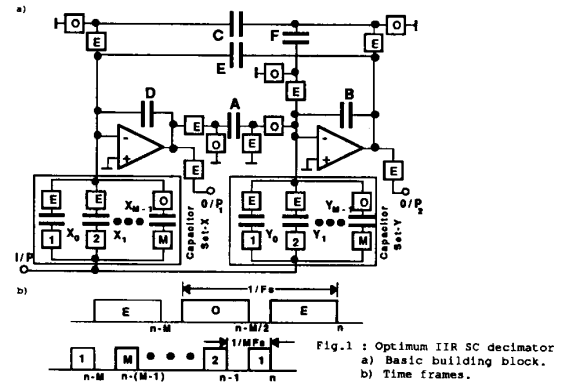 a)
O C F O
E E E
O
E
D A B
E O E O E
E E
O/P1 O/P2
E E O E E O
X0 X1 XM-1 Y0 Y1 YM-1
1 2 M 1 2 M
Capacitor Set-X
Capacitor Set-Y
I/P
b)
1/Fs
E O E
n-M n-M/2 n
1/MFs
1 M 2 1
n-M n-(M-1) n-1 n
Fig.1 : Optimum IIR SC decimator
a) Basic building block.
b) Time frames.